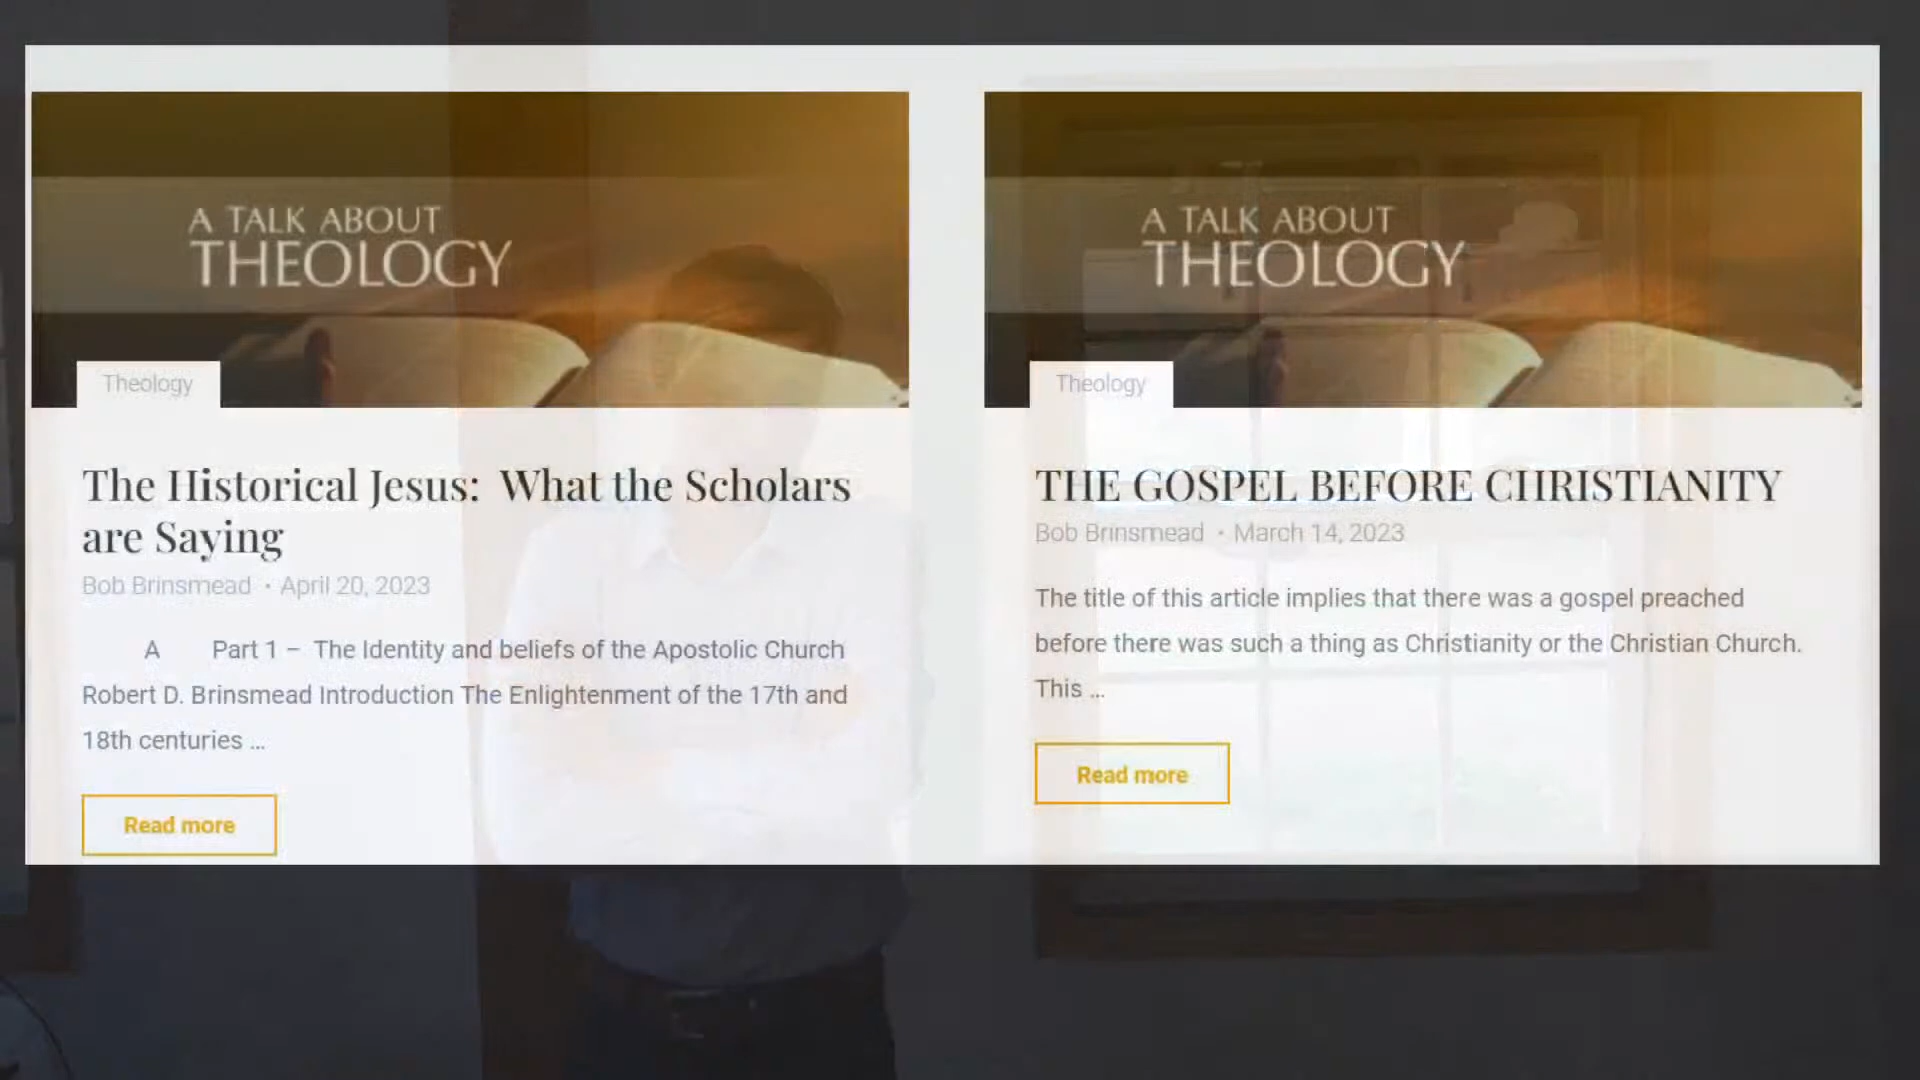 A TALK ABOUT
THEOLOGY
Theology
The Historical Jesus:  What the Scholars
are Saying
Bob Brinsmead • April 20, 2023
A Part 1 – The Identity and beliefs of the Apostolic Church
Robert D. Brinsmead Introduction The Enlightenment of the 17th and
18th centuries ...
Read more
A TALK ABOUT
THEOLOGY
Theology
THE GOSPEL BEFORE CHRISTIANITY
Bob Brinsmead • March 14, 2023
The title of this article implies that there was a gospel preached
before there was such a thing as Christianity or the Christian Church.
This ...
Read more